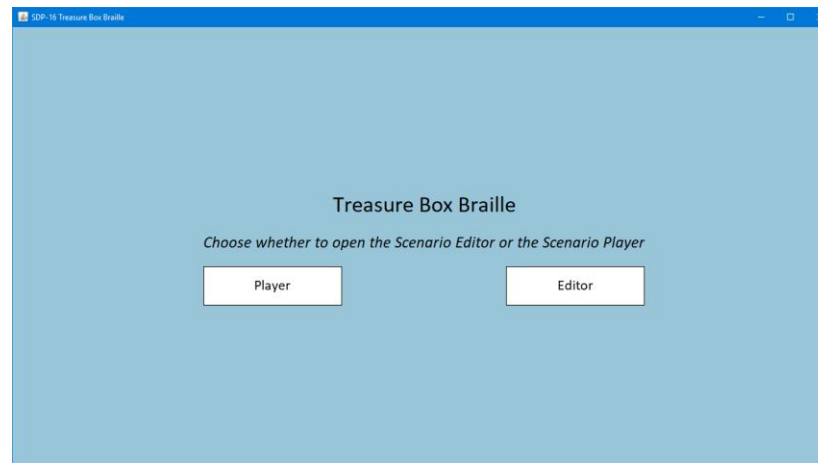 SDP-16 Treasure Box Braille
Treasure Box Braille
Choose whether to open the Scenario Editor or the Scenario Player
Player
Editor